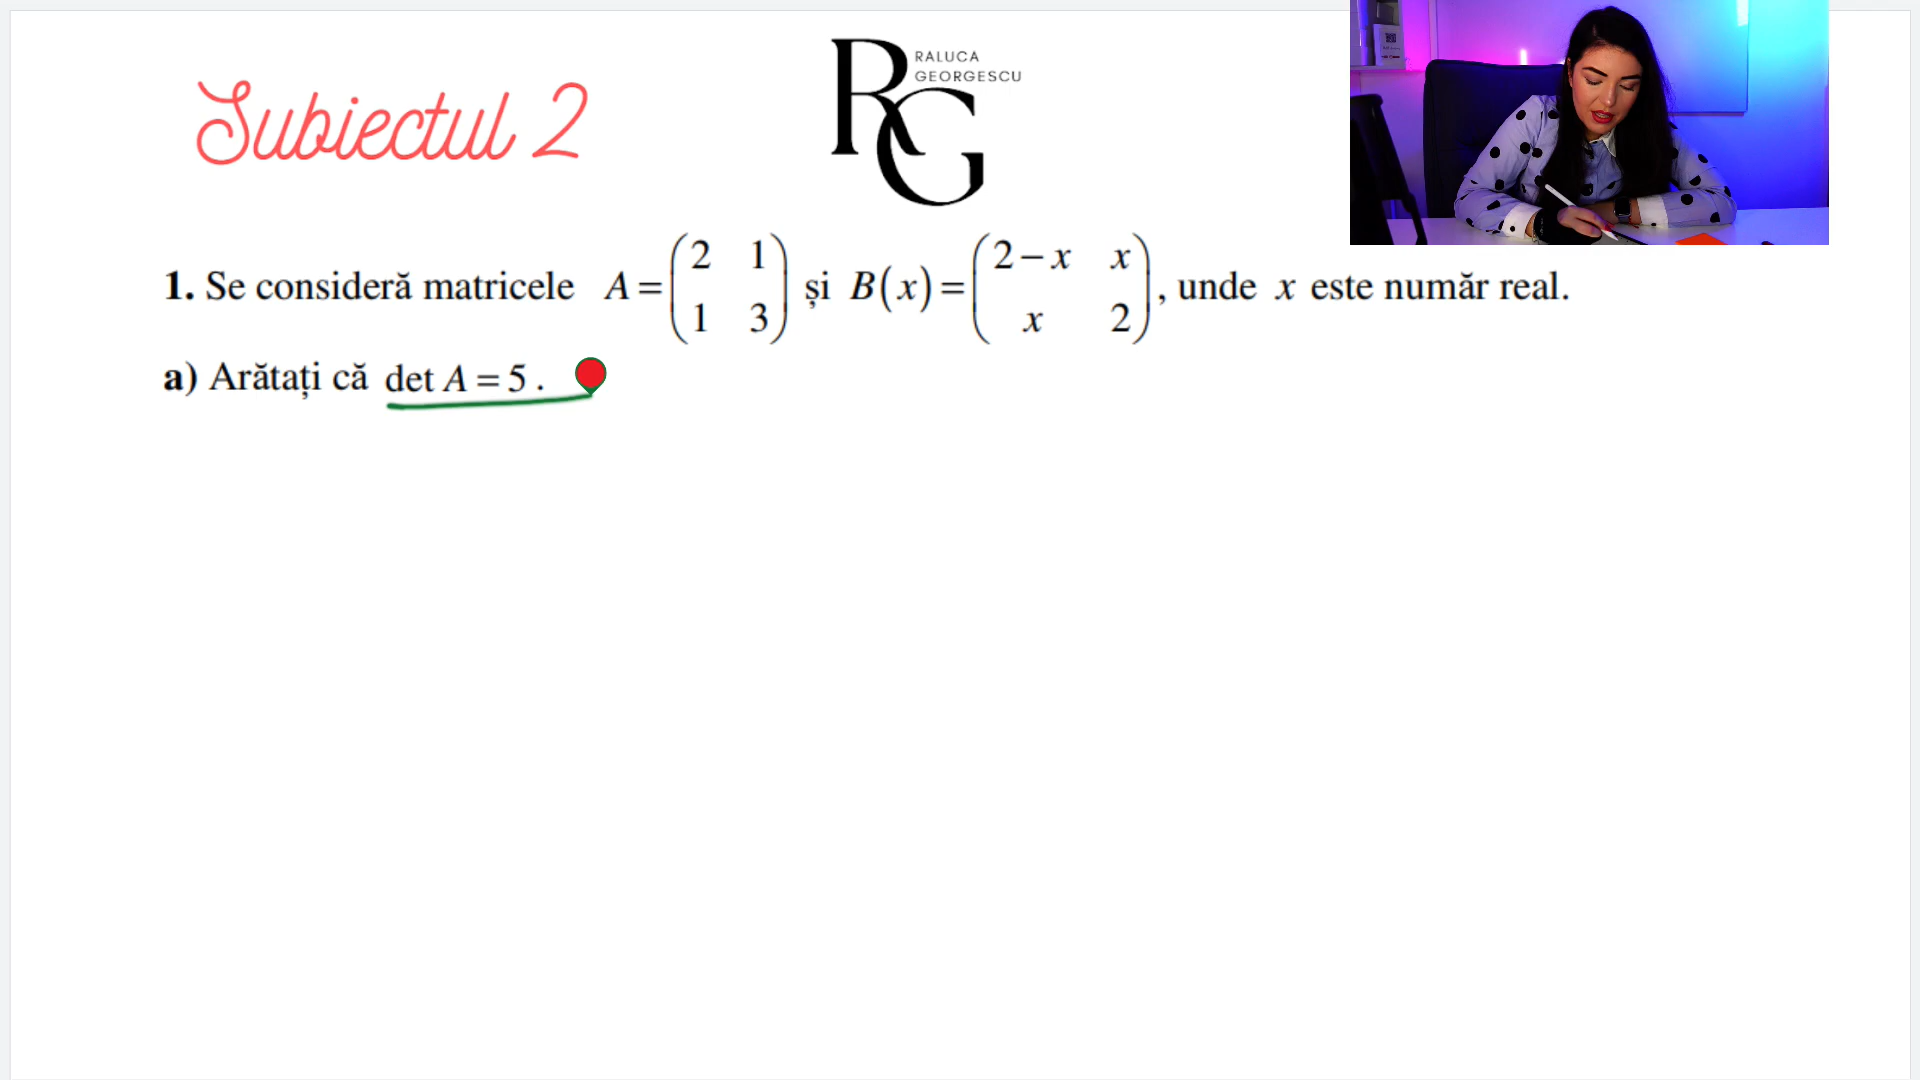 RALUCA
GEORGESCU
Subiectul 2
1. Se consideră matricele A = (2 1; 1 3) și B(x) = (2 − x x; x 2), unde x este număr real.
a) Arătați că det A = 5.